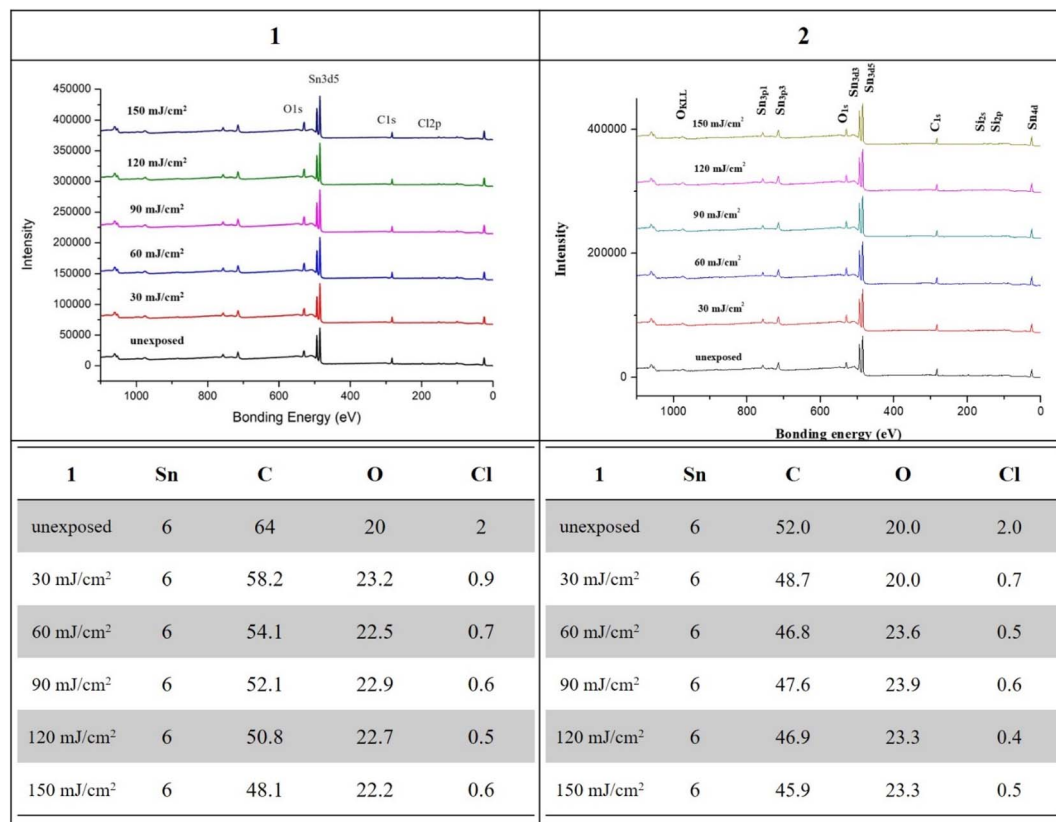 1 2
450000
400000
350000
300000
250000
200000
150000
100000
50000
0
Intensity
150 mJ/cm²
120 mJ/cm²
90 mJ/cm²
60 mJ/cm²
30 mJ/cm²
unexposed
O1s
Sn3d5
C1s
Cl2p
1000 800 600 400 200 0
Bonding Energy (eV)
400000
200000
0
Intensity
150 mJ/cm²
120 mJ/cm²
90 mJ/cm²
60 mJ/cm²
30 mJ/cm²
unexposed
O_KLL
Sn3p1
Sn3p3
O1s
Sn3d3
Sn3d5
C1s
Si2s
Si2p
Sn4d
1000 800 600 400 200 0
Bonding energy (eV)
1 Sn C O Cl
unexposed 6 64 20 2
30 mJ/cm² 6 58.2 23.2 0.9
60 mJ/cm² 6 54.1 22.5 0.7
90 mJ/cm² 6 52.1 22.9 0.6
120 mJ/cm² 6 50.8 22.7 0.5
150 mJ/cm² 6 48.1 22.2 0.6
1 Sn C O Cl
unexposed 6 52.0 20.0 2.0
30 mJ/cm² 6 48.7 20.0 0.7
60 mJ/cm² 6 46.8 23.6 0.5
90 mJ/cm² 6 47.6 23.9 0.6
120 mJ/cm² 6 46.9 23.3 0.4
150 mJ/cm² 6 45.9 23.3 0.5